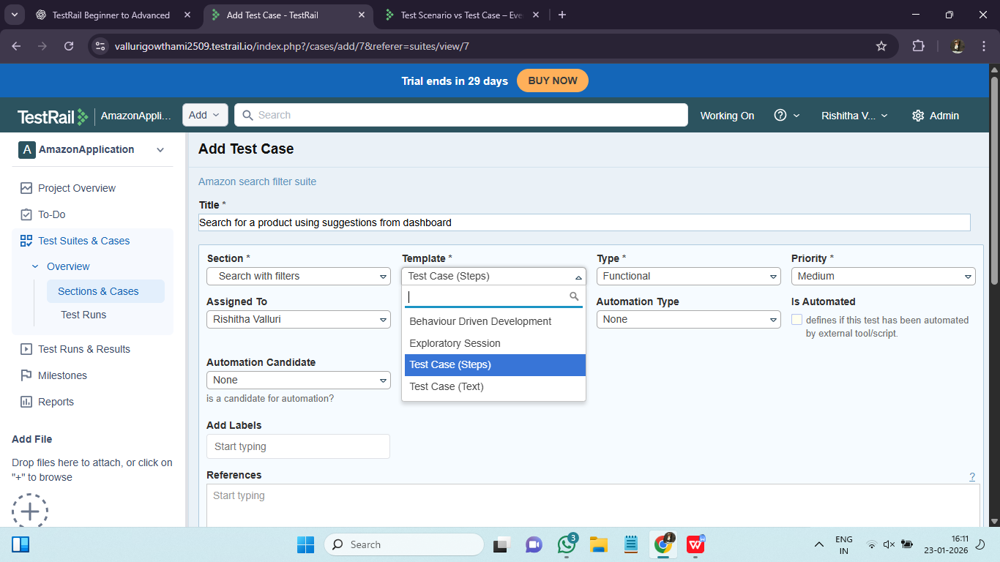 TestRail Beginner to Advanced
Add Test Case - TestRail
Test Scenario vs Test Case – Eve
vallurigowthami2509.testrail.io/index.php?/cases/add/7&referer=suites/view/7
Trial ends in 29 days
BUY NOW
TestRail
AmazonAppli...
Add
Search
Working On
?
Rishitha V...
Admin
A AmazonApplication
Project Overview
To-Do
Test Suites & Cases
Overview
Sections & Cases
Test Runs
Test Runs & Results
Milestones
Reports
Add File
Drop files here to attach, or click on
"+" to browse
Add Test Case
Amazon search filter suite
Title *
Search for a product using suggestions from dashboard
Section *
Search with filters
Template *
Test Case (Steps)
Type *
Functional
Priority *
Medium
Assigned To
Rishitha Valluri
Behaviour Driven Development
Exploratory Session
Test Case (Steps)
Test Case (Text)
Automation Type
None
Is Automated
defines if this test has been automated
by external tool/script.
Automation Candidate
None
is a candidate for automation?
Add Labels
Start typing
References
?
Start typing
Search
3
ENG
IN
16:11
23-01-2026